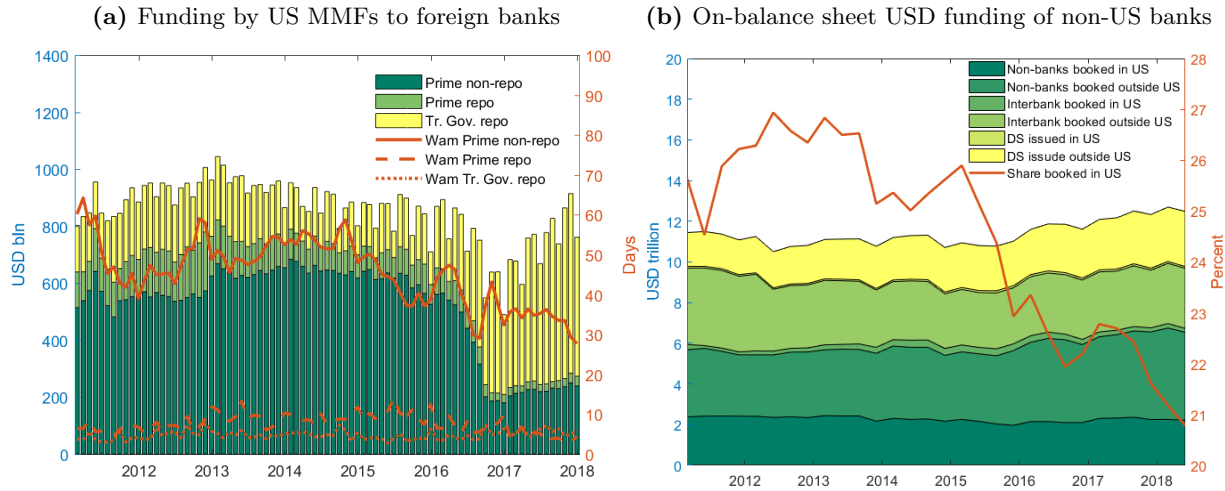 (a) Funding by US MMFs to foreign banks
1400
1200
1000
800
600
400
200
0
USD bln
100
90
80
70
60
50
40
30
20
10
0
Days
Prime non-repo
Prime repo
Tr. Gov. repo
Wam Prime non-repo
Wam Prime repo
Wam Tr. Gov. repo
2012 2013 2014 2015 2016 2017 2018
(b) On-balance sheet USD funding of non-US banks
20
18
16
14
12
10
8
6
4
2
0
USD trillion
28
27
26
25
24
23
22
21
20
Percent
Non-banks booked in US
Non-banks booked outside US
Interbank booked in US
Interbank booked outside US
DS issued in US
DS issude outside US
Share booked in US
2012 2013 2014 2015 2016 2017 2018